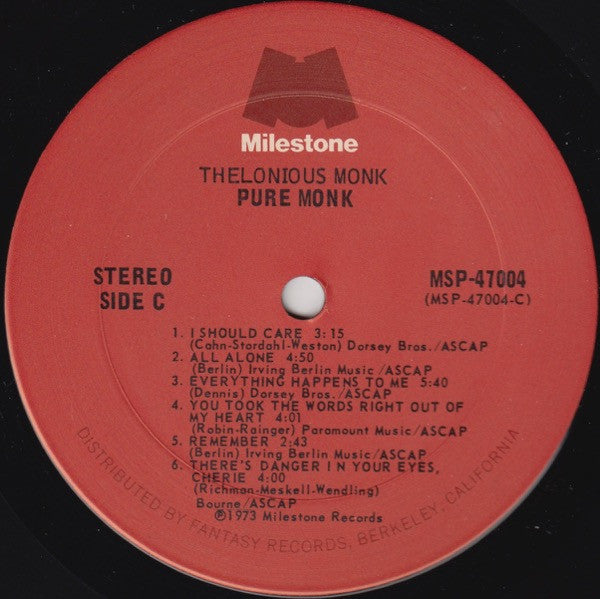 Milestone
THELONIOUS MONK
PURE MONK
STEREO
SIDE C
MSP-47004
(MSP-47004-C)
1. I SHOULD CARE 3:15
(Cahn-Stordahl-Weston) Dorsey Bros./ASCAP
2. ALL ALONE 4:50
(Berlin) Irving Berlin Music/ASCAP
3. EVERYTHING HAPPENS TO ME 5:40
(Dennis) Dorsey Bros./ASCAP
4. YOU TOOK THE WORDS RIGHT OUT OF
MY HEART 4:01
(Robin-Rainger) Paramount Music/ASCAP
5. REMEMBER 2:43
(Berlin) Irving Berlin Music/ASCAP
6. THERE'S DANGER IN YOUR EYES,
CHERIE
(Richman-Meskell-Wendling)
Bourne/ASCAP
℗1973 Milestone Records
DISTRIBUTED BY FANTASY RECORDS, BERKELEY, CALIFORNIA